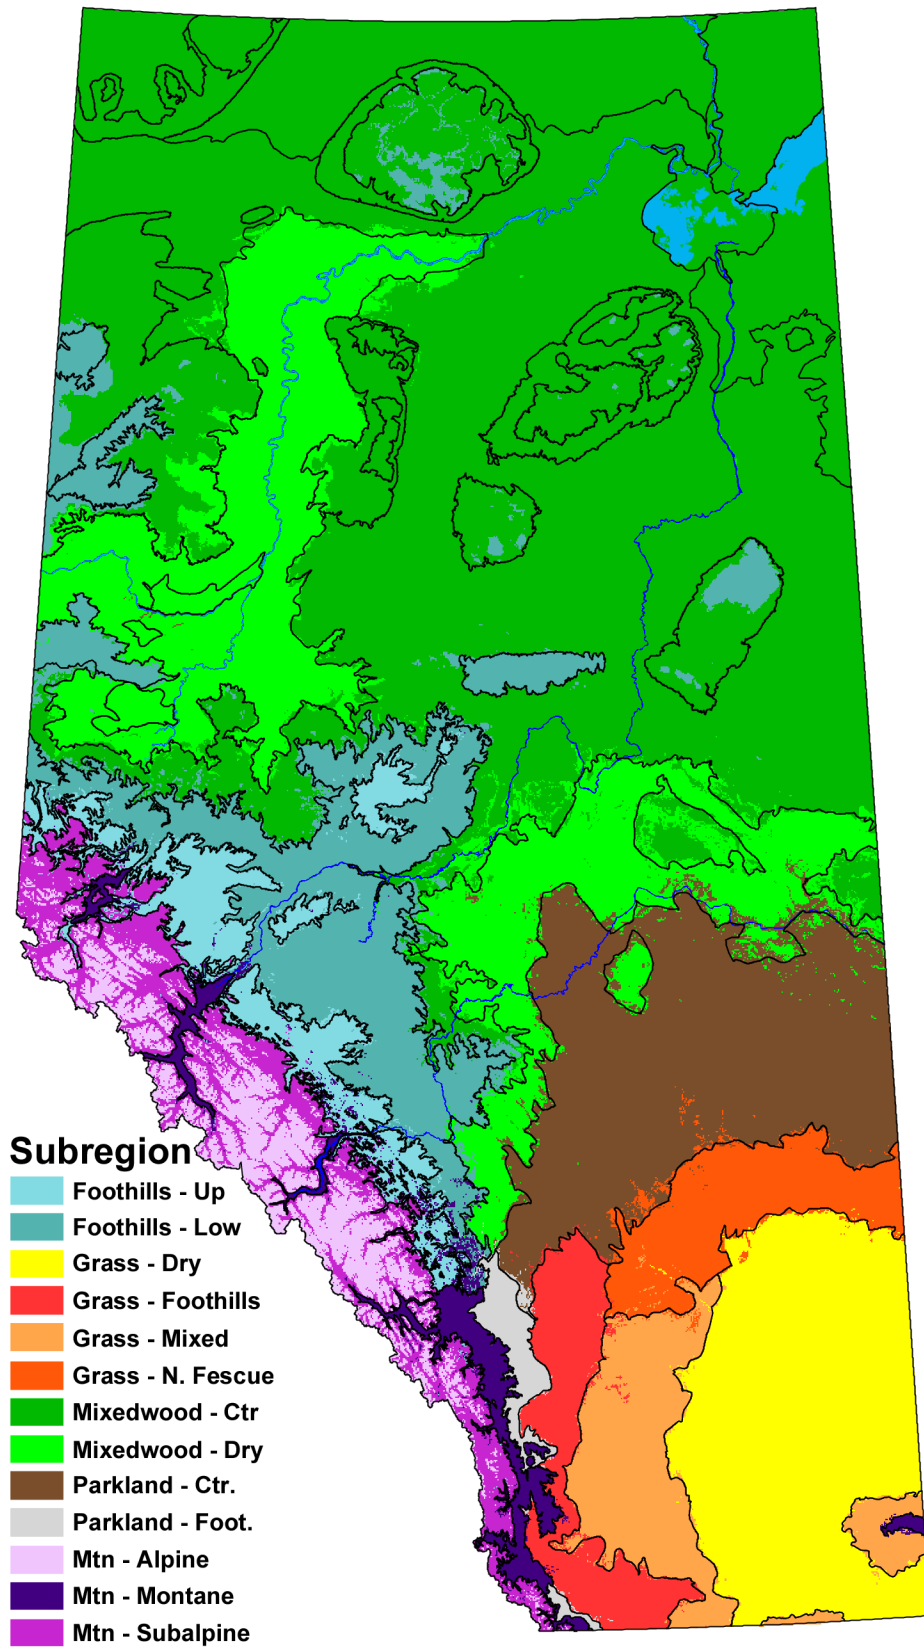 Subregion
Foothills - Up
Foothills - Low
Grass - Dry
Grass - Foothills
Grass - Mixed
Grass - N. Fescue
Mixedwood - Ctr
Mixedwood - Dry
Parkland - Ctr.
Parkland - Foot.
Mtn - Alpine
Mtn - Montane
Mtn - Subalpine